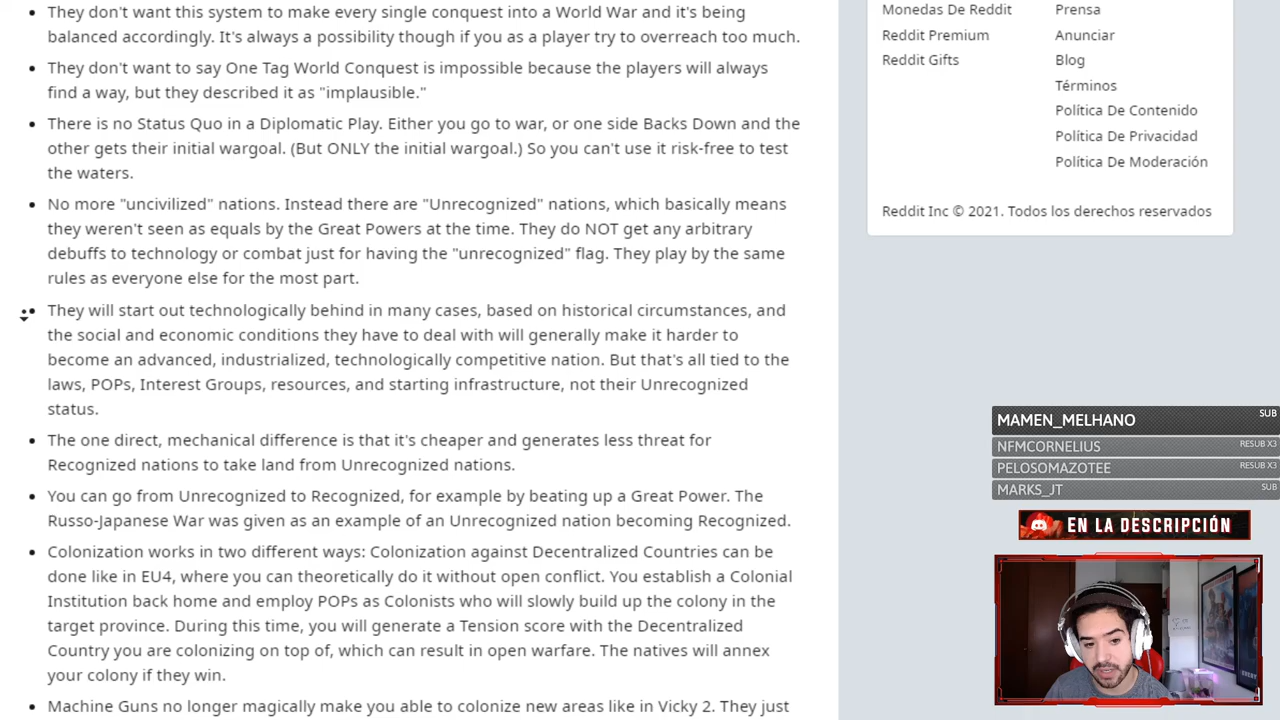 They don't want this system to make every single conquest into a World War and it's being
balanced accordingly. It's always a possibility though if you as a player try to overreach too much.
They don't want to say One Tag World Conquest is impossible because the players will always
find a way, but they described it as "implausible."
There is no Status Quo in a Diplomatic Play. Either you go to war, or one side Backs Down and the
other gets their initial wargoal. (But ONLY the initial wargoal.) So you can't use it risk-free to test
the waters.
No more "uncivilized" nations. Instead there are "Unrecognized" nations, which basically means
they weren't seen as equals by the Great Powers at the time. They do NOT get any arbitrary
debuffs to technology or combat just for having the "unrecognized" flag. They play by the same
rules as everyone else for the most part.
They will start out technologically behind in many cases, based on historical circumstances, and
the social and economic conditions they have to deal with will generally make it harder to
become an advanced, industrialized, technologically competitive nation. But that's all tied to the
laws, POPs, Interest Groups, resources, and starting infrastructure, not their Unrecognized
status.
The one direct, mechanical difference is that it's cheaper and generates less threat for
Recognized nations to take land from Unrecognized nations.
You can go from Unrecognized to Recognized, for example by beating up a Great Power. The
Russo-Japanese War was given as an example of an Unrecognized nation becoming Recognized.
Colonization works in two different ways: Colonization against Decentralized Countries can be
done like in EU4, where you can theoretically do it without open conflict. You establish a Colonial
Institution back home and employ POPs as Colonists who will slowly build up the colony in the
target province. During this time, you will generate a Tension score with the Decentralized
Country you are colonizing on top of, which can result in open warfare. The natives will annex
your colony if they win.
Machine Guns no longer magically make you able to colonize new areas like in Vicky 2. They just
Monedas De Reddit
Reddit Premium
Reddit Gifts
Prensa
Anunciar
Blog
Términos
Política De Contenido
Política De Privacidad
Política De Moderación
Reddit Inc © 2021. Todos los derechos reservados
MAMEN_MELHANO SUB
NFMCORNELIUS RESUB X3
PELOSOMAZOTEE RESUB X3
MARKS_JT SUB
EN LA DESCRIPCIÓN